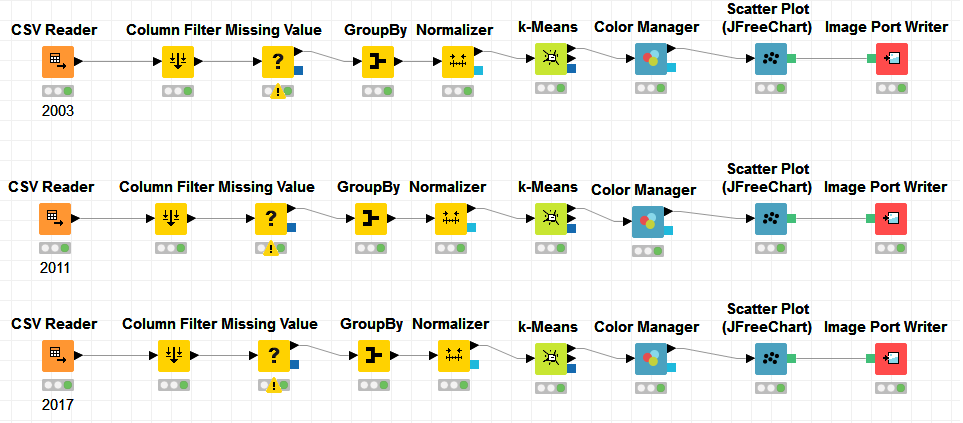 Scatter Plot
CSV Reader Column Filter Missing Value GroupBy Normalizer k-Means Color Manager (JFreeChart) Image Port Writer
?
2003
Scatter Plot
CSV Reader Column Filter Missing Value GroupBy Normalizer k-Means Color Manager (JFreeChart) Image Port Writer
?
2011
Scatter Plot
CSV Reader Column Filter Missing Value GroupBy Normalizer k-Means Color Manager (JFreeChart) Image Port Writer
?
2017